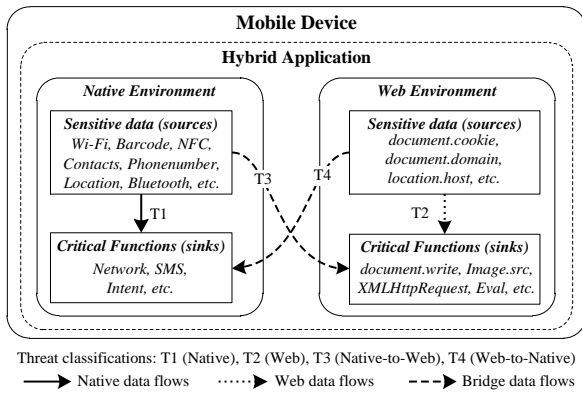 Mobile Device
Hybrid Application
Native Environment
Sensitive data (sources)
Wi-Fi, Barcode, NFC,
Contacts, Phonenumber,
Location, Bluetooth, etc.
T1
Critical Functions (sinks)
Network, SMS,
Intent, etc.
T3
T4
Web Environment
Sensitive data (sources)
document.cookie,
document.domain,
location.host, etc.
T2
Critical Functions (sinks)
document.write, Image.src,
XMLHttpRequest, Eval, etc.
Threat classifications: T1 (Native), T2 (Web), T3 (Native-to-Web), T4 (Web-to-Native)
Native data flows
Web data flows
Bridge data flows